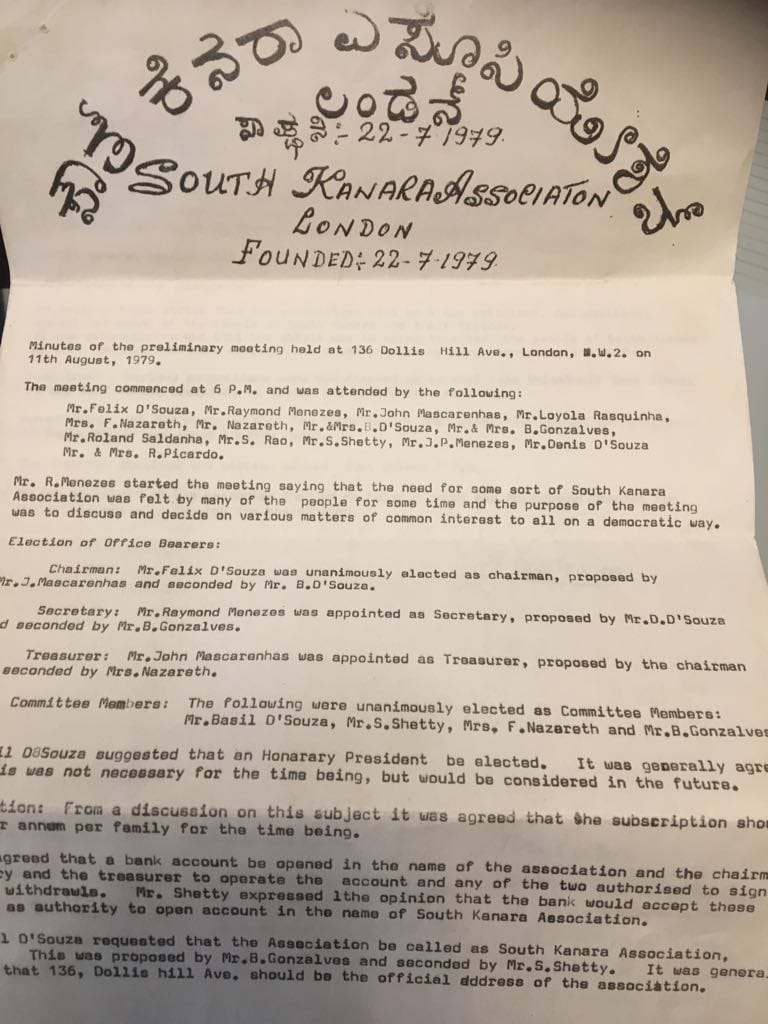 ಸೌತ್ ಕೆನರಾ ಎಸೋಸಿಯೇಶನ್
ಲಂಡನ್
22-7 1979.
SOUTH KANARA ASSOCIATON
LONDON
FOUNDED:- 22-7-1979
Minutes of the preliminary meeting held at 136 Dollis Hill Ave., London, N.W.2. on
11th August, 1979.
The meeting commenced at 6 P.M. and was attended by the following:
Mr.Felix D'Souza, Mr.Raymond Menezes, Mr.John Mascarenhas, Mr.Loyola Rasquinha,
Mrs. F.Nazareth, Mr. Nazareth, Mr.&Mrs.B.D'Souza, Mr.& Mrs. B.Gonzalves,
Mr.Roland Saldanha, Mr.S. Rao, Mr.S.Shetty, Mr.J.P.Menezes, Mr.Denis D'Souza
Mr. & Mrs. R.Picardo.
Mr. R.Menezes started the meeting saying that the need for some sort of South Kanara
Association was felt by many of the people for some time and the purpose of the meeting
was to discuss and decide on various matters of common interest to all on a democratic way.
Election of Office Bearers:
Chairman: Mr.Felix D'Souza was unanimously elected as chairman, proposed by
Mr.J.Mascarenhas and seconded by Mr. B.D'Souza.
Secretary: Mr.Raymond Menezes was appointed as Secretary, proposed by Mr.D.D'Souza
d seconded by Mr.B.Gonzalves.
Treasurer: Mr.John Mascarenhas was appointed as Treasurer, proposed by the chairman
seconded by Mrs.Nazareth.
Committee Members: The following were unanimously elected as Committee Members:
Mr.Basil D'Souza, Mr.S.Shetty, Mrs. F.Nazareth and Mr.B.Gonzalves
ll D8Souza suggested that an Honarary President be elected. It was generally agre
is was not necessary for the time being, but would be considered in the future.
tion: From a discussion on this subject it was agreed that the subscription shou
r annum per family for the time being.
agreed that a bank account be opened in the name of the association and the chairm
ry and the treasurer to operate the account and any of the two authorised to sign
withdrawls. Mr. Shetty expressed lthe opinion that the bank would accept these
as authority to open account in the name of South Kanara Association.
l D'Souza requested that the Association be called as South Kanara Association,
This was proposed by Mr.B.Gonzalves and seconded by Mr.S.Shetty. It was genera
that 136, Dollis hill Ave. should be the official address of the association.